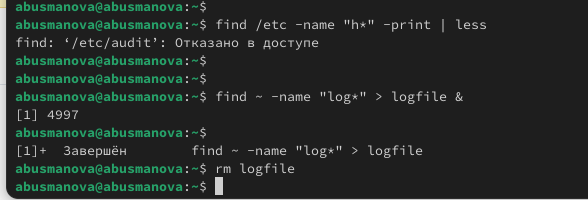 abusmanova@abusmanova:~$
abusmanova@abusmanova:~$ find /etc -name "h*" -print | less
find: ‘/etc/audit’: Отказано в доступе
abusmanova@abusmanova:~$
abusmanova@abusmanova:~$
abusmanova@abusmanova:~$ find ~ -name "log*" > logfile &
[1] 4997
abusmanova@abusmanova:~$
[1]+  Завершён        find ~ -name "log*" > logfile
abusmanova@abusmanova:~$ rm logfile
abusmanova@abusmanova:~$